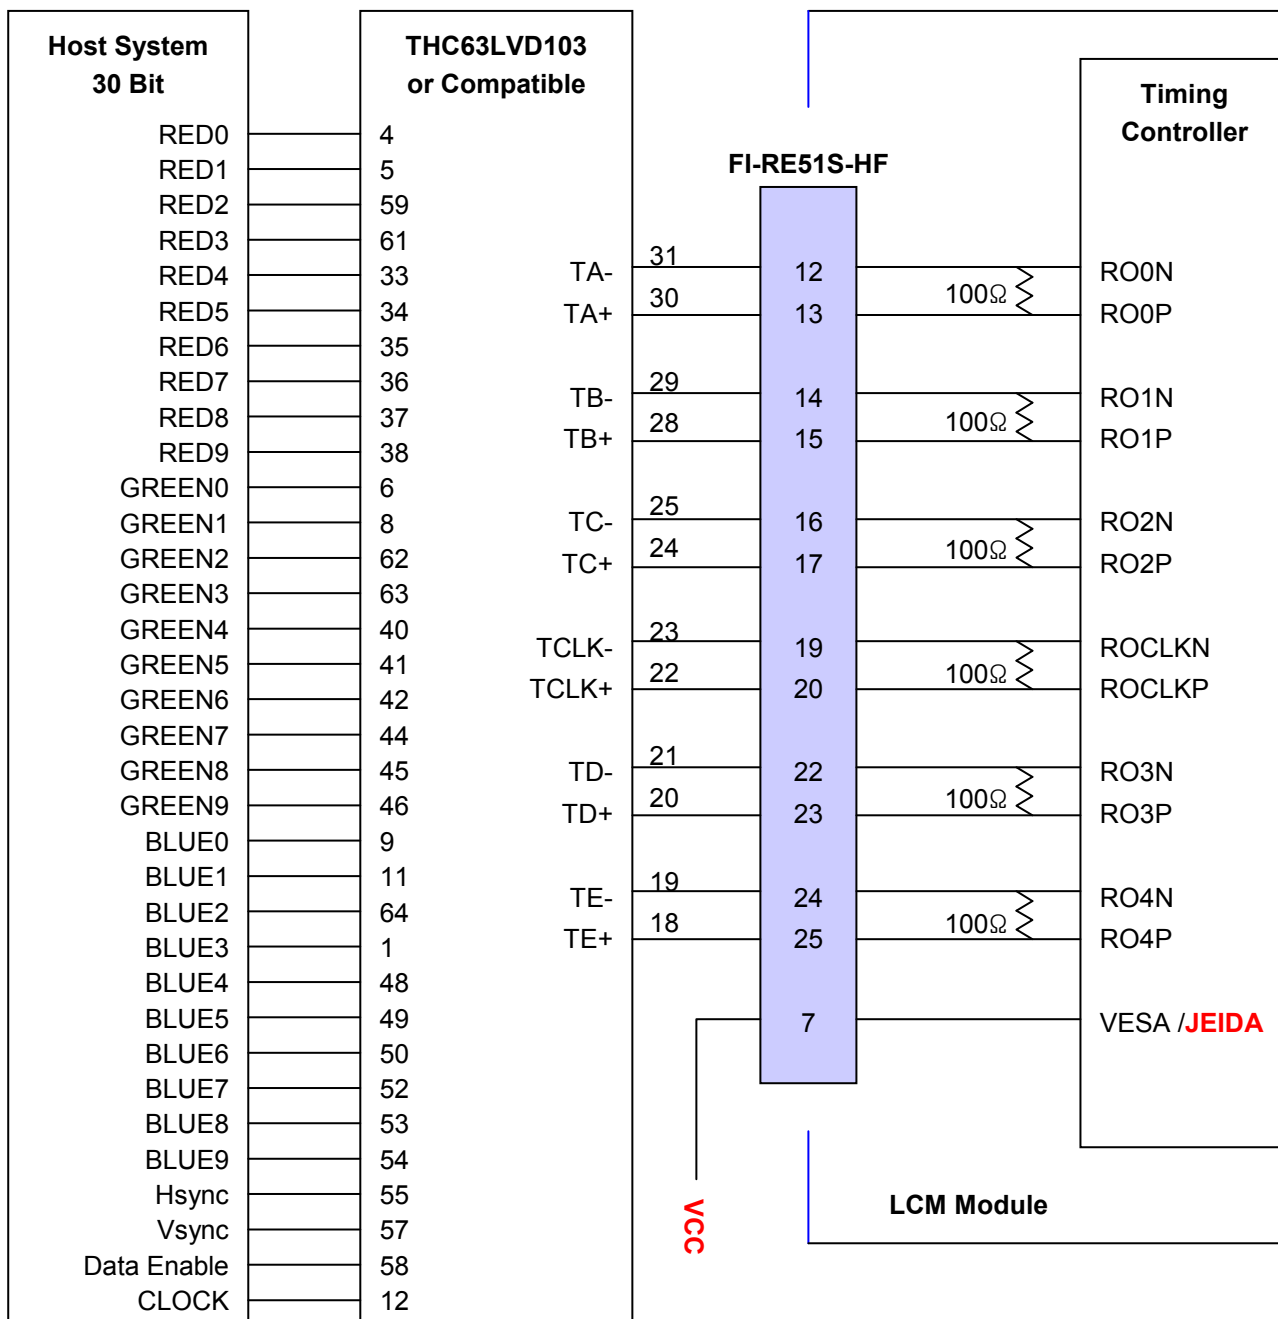 Host System
30 Bit
THC63LVD103
or Compatible
Timing
Controller
FI-RE51S-HF
RED0 4
RED1 5
RED2 59
RED3 61
RED4 33
RED5 34
RED6 35
RED7 36
RED8 37
RED9 38
GREEN0 6
GREEN1 8
GREEN2 62
GREEN3 63
GREEN4 40
GREEN5 41
GREEN6 42
GREEN7 44
GREEN8 45
GREEN9 46
BLUE0 9
BLUE1 11
BLUE2 64
BLUE3 1
BLUE4 48
BLUE5 49
BLUE6 50
BLUE7 52
BLUE8 53
BLUE9 54
Hsync 55
Vsync 57
Data Enable 58
CLOCK 12
TA- 31 12 RO0N
100Ω
TA+ 30 13 RO0P
TB- 29 14 RO1N
100Ω
TB+ 28 15 RO1P
TC- 25 16 RO2N
100Ω
TC+ 24 17 RO2P
TCLK- 23 19 ROCLKN
100Ω
TCLK+ 22 20 ROCLKP
TD- 21 22 RO3N
100Ω
TD+ 20 23 RO3P
TE- 19 24 RO4N
100Ω
TE+ 18 25 RO4P
7 VESA /JEIDA
VCC
LCM Module